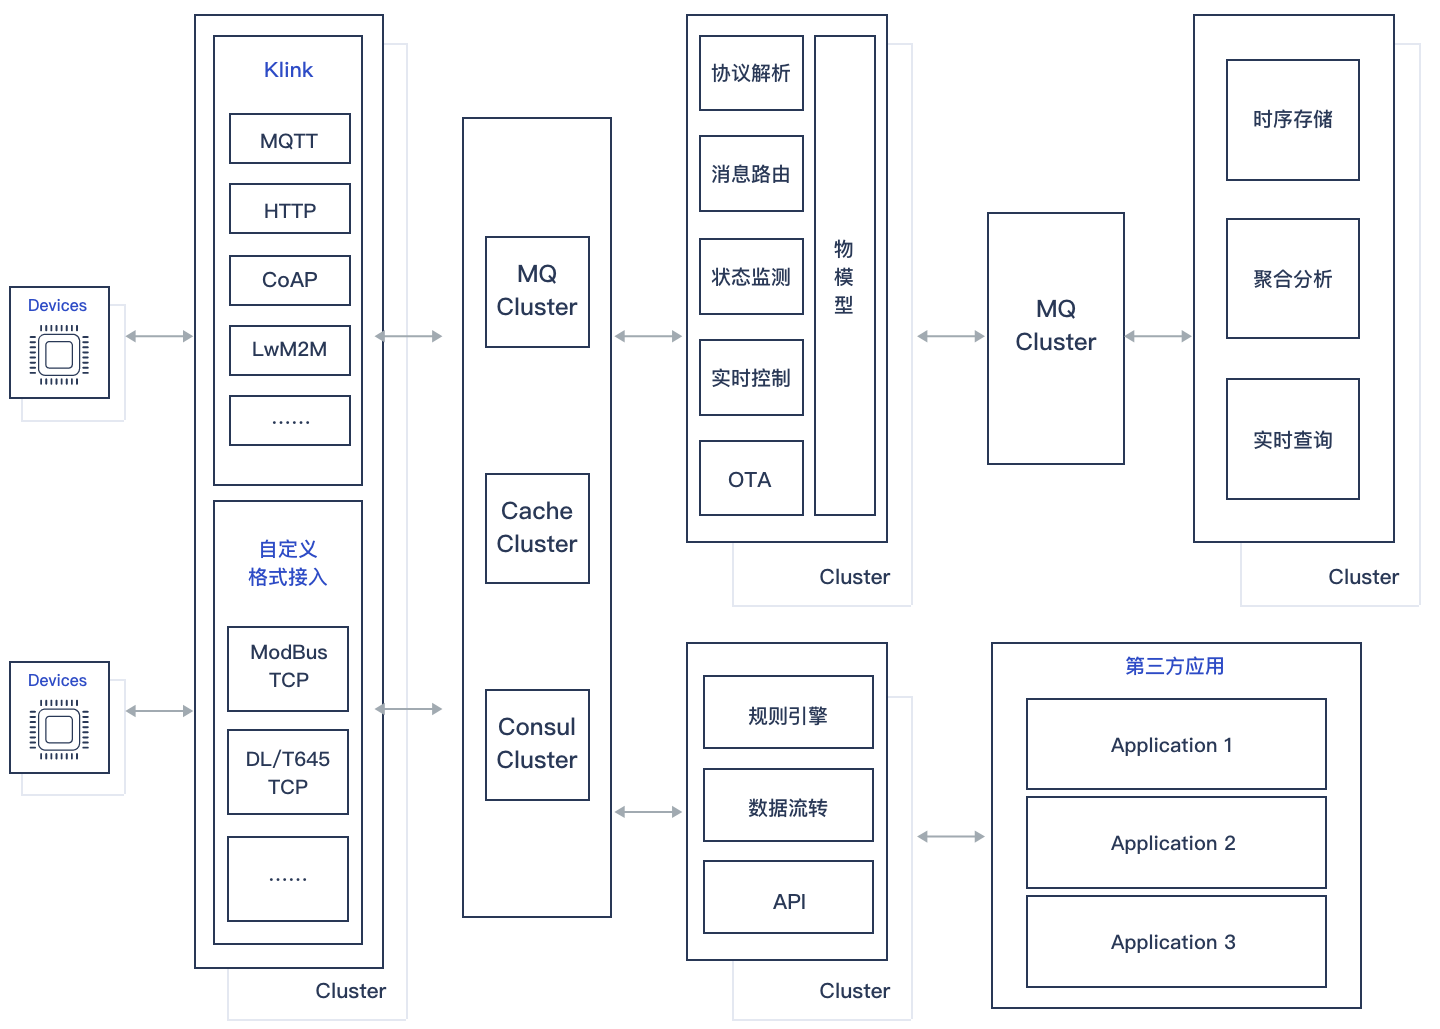 Devices
Devices
Klink
MQTT
HTTP
CoAP
LwM2M
······
自定义
格式接入
ModBus
TCP
DL/T645
TCP
······
Cluster
MQ
Cluster
Cache
Cluster
Consul
Cluster
协议解析
消息路由
状态监测
实时控制
OTA
物
模
型
Cluster
规则引擎
数据流转
API
Cluster
MQ
Cluster
时序存储
聚合分析
实时查询
Cluster
第三方应用
Application 1
Application 2
Application 3